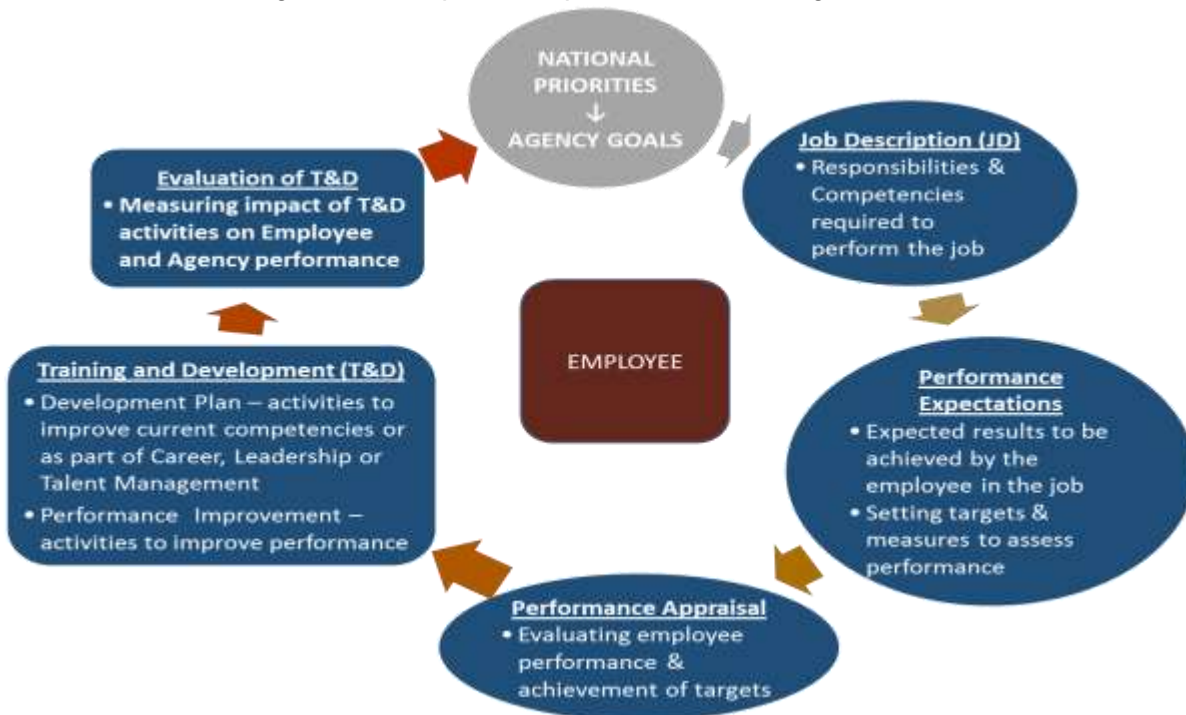 NATIONAL
PRIORITIES
↓
AGENCY GOALS
Job Description (JD)
• Responsibilities &
Competencies
required to
perform the job
Performance
Expectations
• Expected results to be
achieved by the
employee in the job
• Setting targets &
measures to assess
performance
Performance Appraisal
• Evaluating employee
performance &
achievement of targets
Training and Development (T&D)
• Development Plan – activities to
improve current competencies or
as part of Career, Leadership or
Talent Management
• Performance Improvement –
activities to improve performance
Evaluation of T&D
• Measuring impact of T&D
activities on Employee
and Agency performance
EMPLOYEE